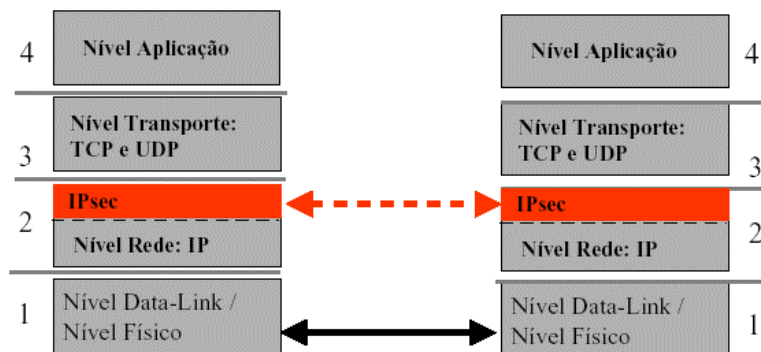 4
Nível Aplicação
Nível Transporte:
TCP e UDP
3
IPsec
2
Nível Rede: IP
1
Nível Data-Link /
Nível Físico
Nível Aplicação
4
Nível Transporte:
TCP e UDP
3
IPsec
2
Nível Rede: IP
Nível Data-Link /
1
Nível Físico